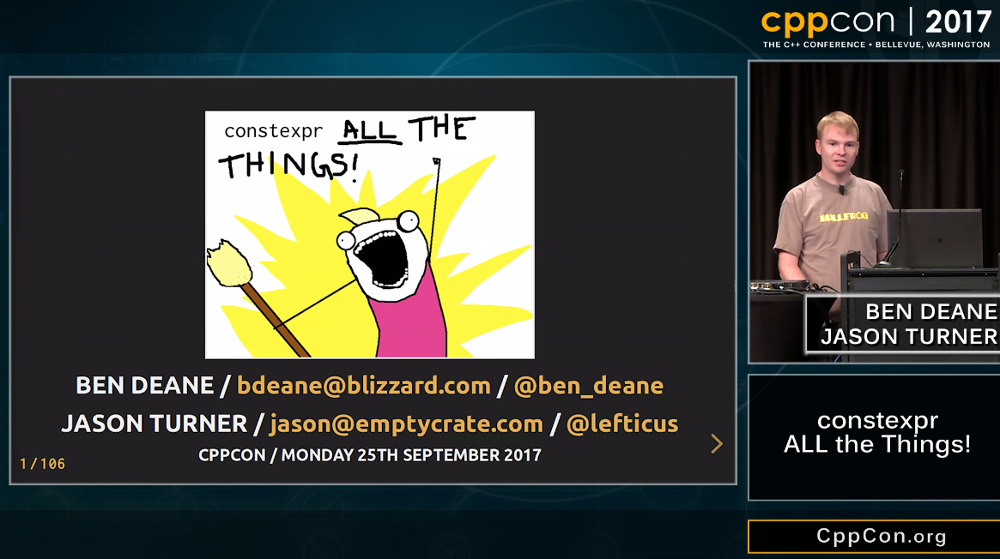 cppcon | 2017
THE C++ CONFERENCE • BELLEVUE, WASHINGTON
constexpr ALL THE
THINGS!
BEN DEANE / bdeane@blizzard.com / @ben_deane
JASON TURNER / jason@emptycrate.com / @lefticus
CPPCON / MONDAY 25TH SEPTEMBER 2017
1/106
BULLFROG
BEN DEANE
JASON TURNER
constexpr
ALL the Things!
CppCon.org